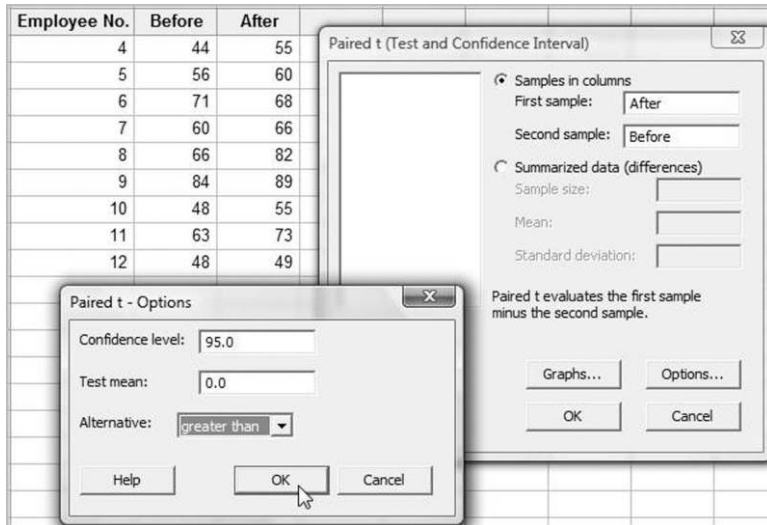 Employee No. Before After
4 44 55
5 56 60
6 71 68
7 60 66
8 66 82
9 84 89
10 48 55
11 63 73
12 48 49
Paired t (Test and Confidence Interval)
Samples in columns
First sample: After
Second sample: Before
Summarized data (differences)
Sample size:
Mean:
Standard deviation:
Paired t evaluates the first sample
minus the second sample.
Graphs... Options...
OK Cancel
Paired t - Options
Confidence level: 95.0
Test mean: 0.0
Alternative: greater than
Help OK Cancel